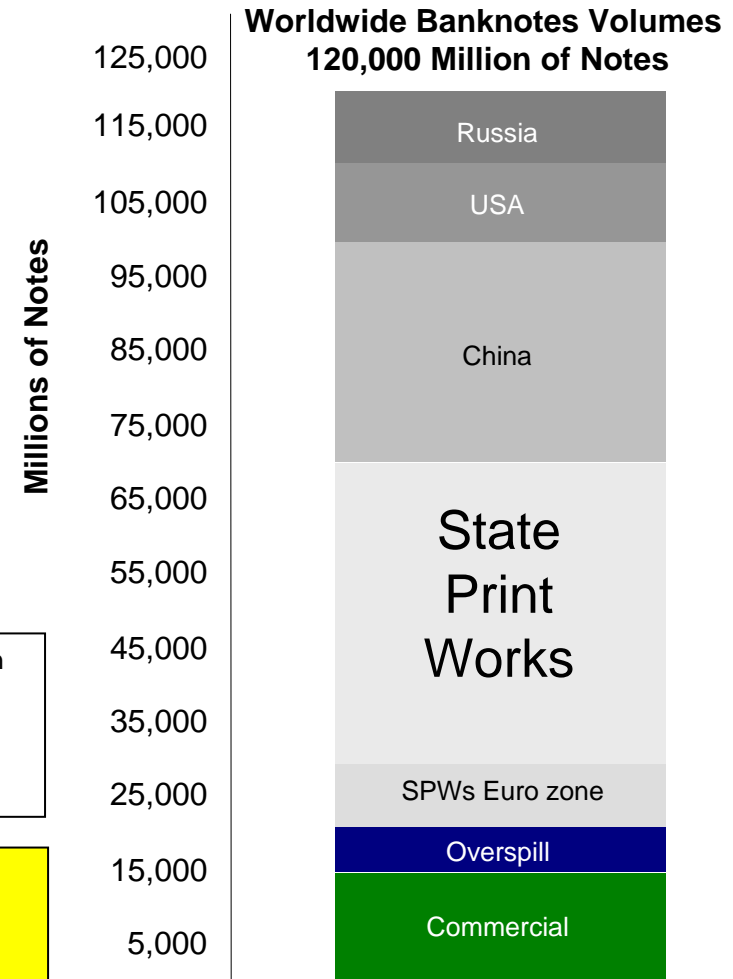 Worldwide Banknotes Volumes
120,000 Million of Notes
Millions of Notes
125,000
115,000
105,000
95,000
85,000
75,000
65,000
55,000
45,000
35,000
25,000
15,000
5,000
Russia
USA
China
State
Print
Works
SPWs Euro zone
Overspill
Commercial